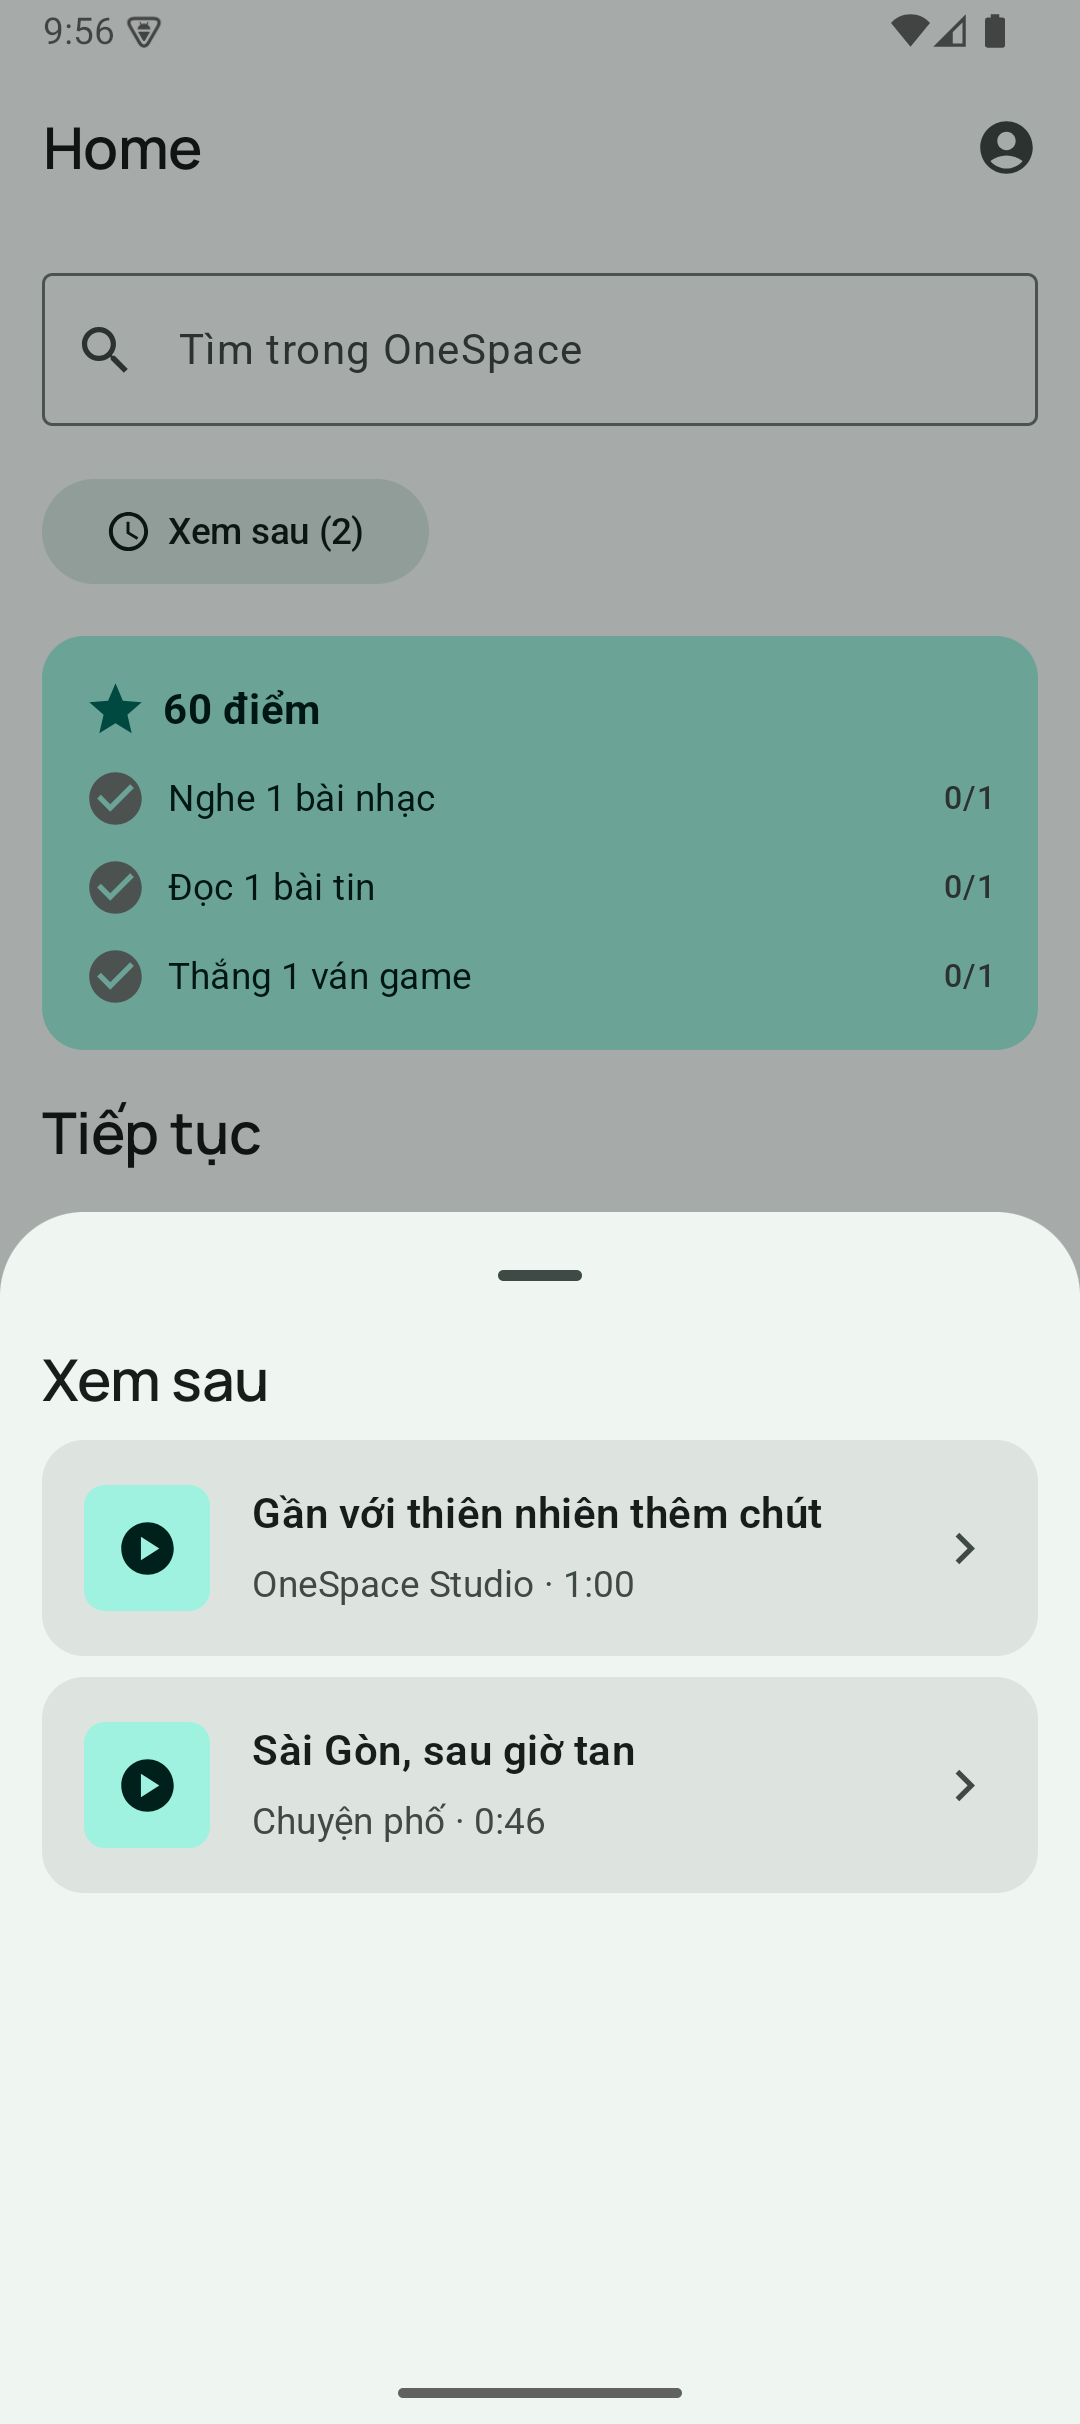 9:56
Home
Tìm trong OneSpace
Xem sau (2)
60 điểm
Nghe 1 bài nhạc 0/1
Đọc 1 bài tin 0/1
Thắng 1 ván game 0/1
Tiếp tục
Xem sau
Gần với thiên nhiên thêm chút
OneSpace Studio · 1:00
Sài Gòn, sau giờ tan
Chuyện phố · 0:46